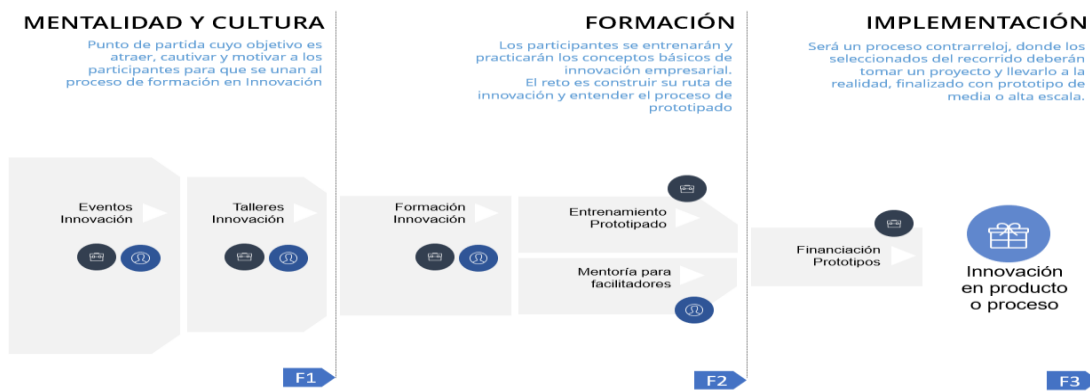 MENTALIDAD Y CULTURA
Punto de partida cuyo objetivo es
atraer, cautivar y motivar a los
participantes para que se unan al
proceso de formación en Innovación
Eventos
Innovación
Talleres
Innovación
F1
FORMACIÓN
Los participantes se entrenarán y
practicarán los conceptos básicos de
innovación empresarial.
El reto es construir su ruta de
innovación y entender el proceso de
prototipado
Formación
Innovación
Entrenamiento
Prototipado
Mentoría para
facilitadores
F2
IMPLEMENTACIÓN
Será un proceso contrarreloj, donde los
seleccionados del recorrido deberán
tomar un proyecto y llevarlo a la
realidad, finalizado con prototipo de
media o alta escala.
Financiación
Prototipos
Innovación
en producto
o proceso
F3